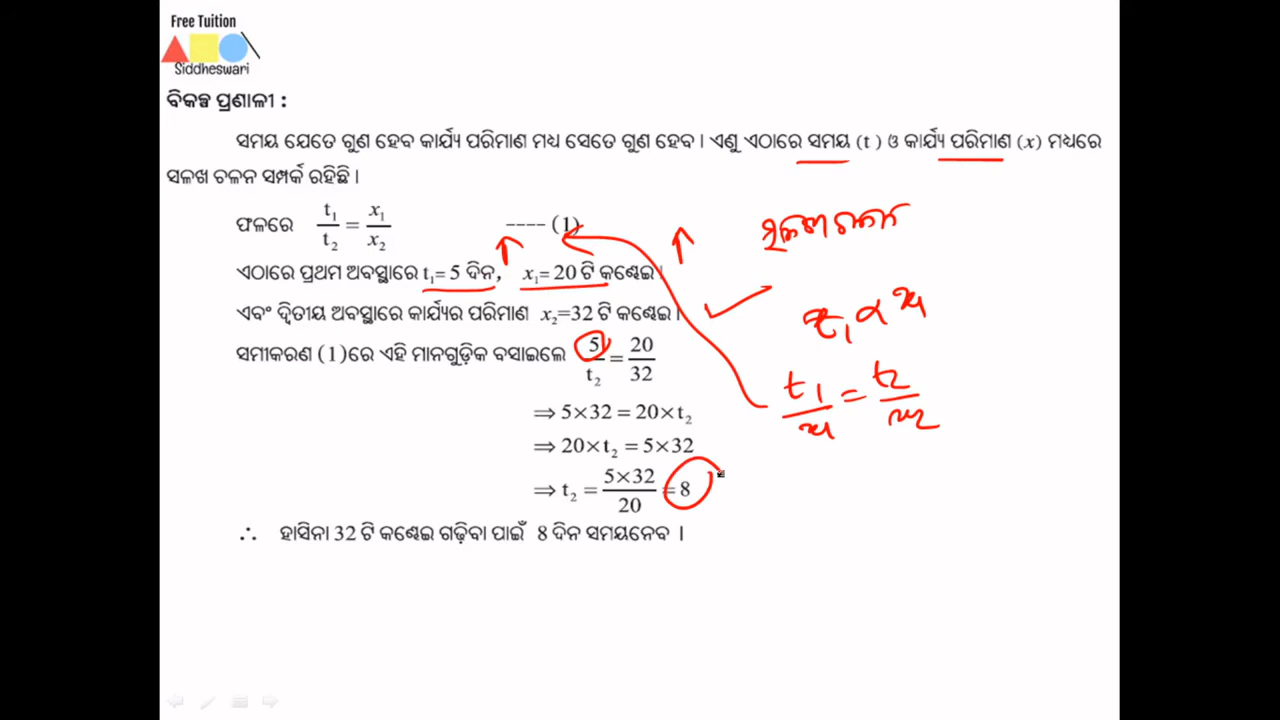 Free Tuition
Siddheswari
ବିକଳ୍ପ ପ୍ରଣାଳୀ :
ସମୟ ଯେତେ ଗୁଣ ହେବ କାର୍ଯ୍ୟ ପରିମାଣ ମଧ୍ୟ ସେତେ ଗୁଣ ହେବ । ଏଣୁ ଏଠାରେ ସମୟ (t ) ଓ କାର୍ଯ୍ୟ ପରିମାଣ (x) ମଧ୍ୟରେ
ସଳଖ ଚଳନ ସମ୍ପର୍କ ରହିଛି ।
ଫଳରେ t₁/t₂ = x₁/x₂ ---- (1)
ଏଠାରେ ପ୍ରଥମ ଅବସ୍ଥାରେ t₁= 5 ଦିନ, x₁= 20 ଟି କଣ୍ଢେଇ ।
ଏବଂ ଦ୍ୱିତୀୟ ଅବସ୍ଥାରେ କାର୍ଯ୍ୟର ପରିମାଣ x₂=32 ଟି କଣ୍ଢେଇ ।
t₁ ∝ x₁
ସମୀକରଣ (1)ରେ ଏହି ମାନଗୁଡ଼ିକ ବସାଇଲେ 5/t₂ = 20/32
t₁/x₁ = t₂/x₂
⇒ 5×32 = 20×t₂
⇒ 20×t₂ = 5×32
⇒ t₂ = 5×32/20 = 8
∴ ହାସିନା 32 ଟି କଣ୍ଢେଇ ଗଢ଼ିବା ପାଇଁ 8 ଦିନ ସମୟନେବ ।